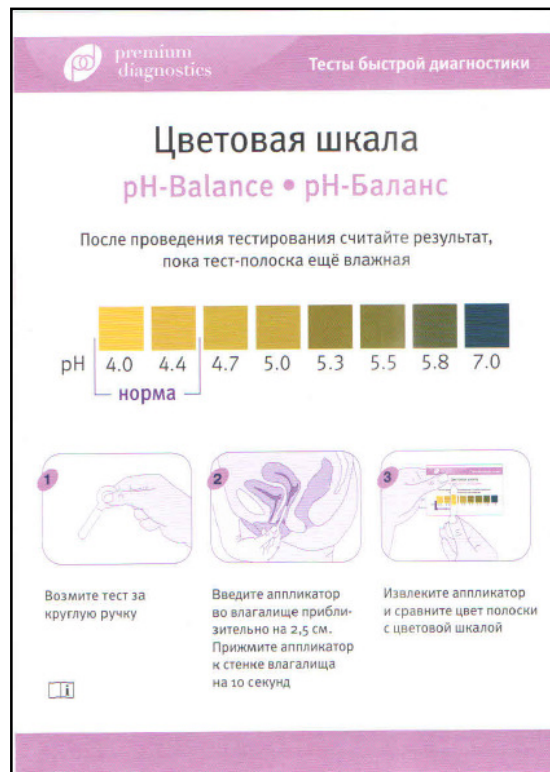 premium
diagnostics
Тесты быстрой диагностики
Цветовая шкала
pH-Balance • pH-Баланс
После проведения тестирования считайте результат,
пока тест-полоска ещё влажная
pH 4.0 4.4 4.7 5.0 5.3 5.5 5.8 7.0
норма
1
Возмите тест за
круглую ручку
2
Введите аппликатор
во влагалище прибли-
зительно на 2,5 см.
Прижмите аппликатор
к стенке влагалища
на 10 секунд
3
Извлеките аппликатор
и сравните цвет полоски
с цветовой шкалой
i